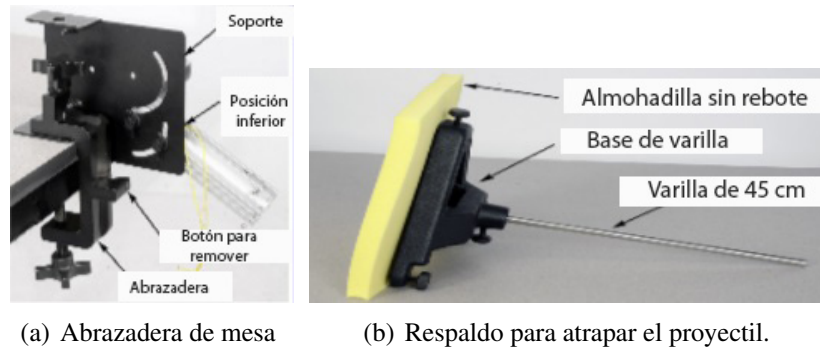 Soporte
Posición
inferior
Botón para
remover
Abrazadera
Almohadilla sin rebote
Base de varilla
Varilla de 45 cm
(a) Abrazadera de mesa
(b) Respaldo para atrapar el proyectil.